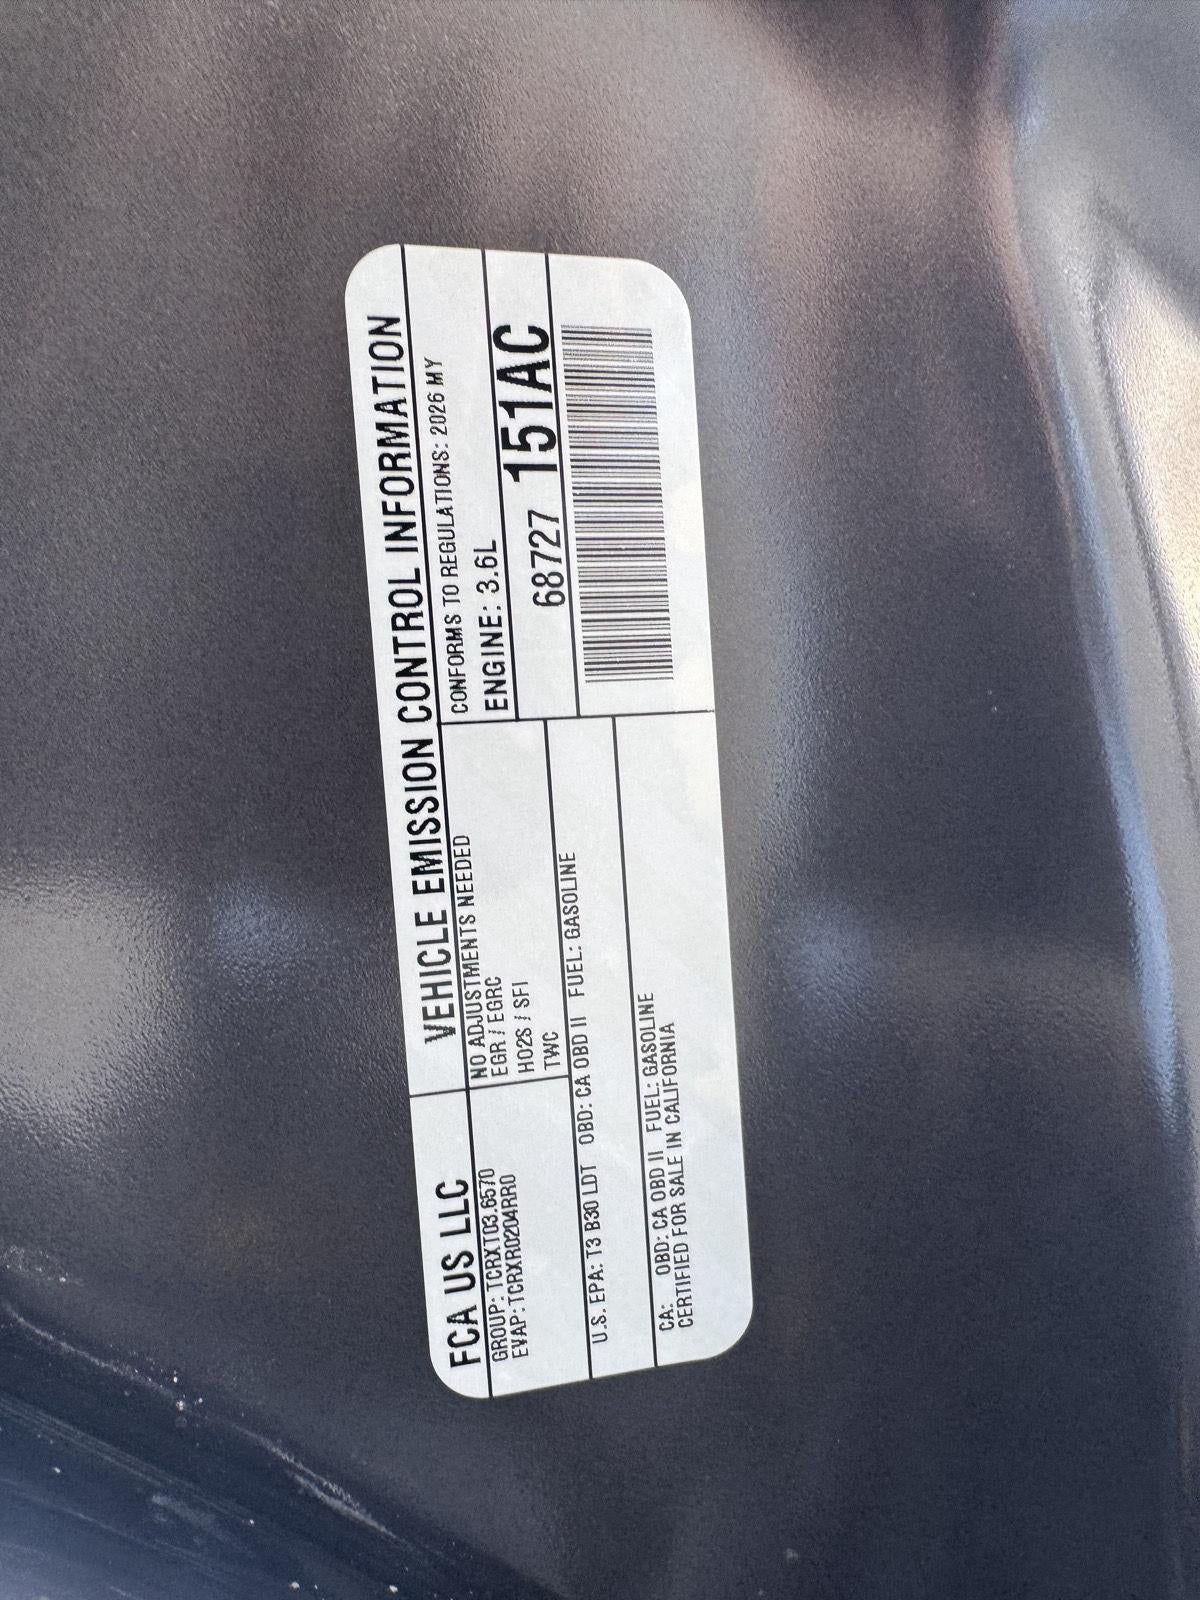 FCA US LLC
VEHICLE EMISSION CONTROL INFORMATION
GROUP: TCRXT03.6570
EVAP: TCRXR0204RR0
NO ADJUSTMENTS NEEDED
EGR / EGRC
HO2S / SFI
TWC
CONFORMS TO REGULATIONS: 2026 MY
ENGINE: 3.6L
68727 151AC
U.S. EPA: T3 B30 LDT OBD: CA OBD II FUEL: GASOLINE
CA: OBD: CA OBD II FUEL: GASOLINE
CERTIFIED FOR SALE IN CALIFORNIA